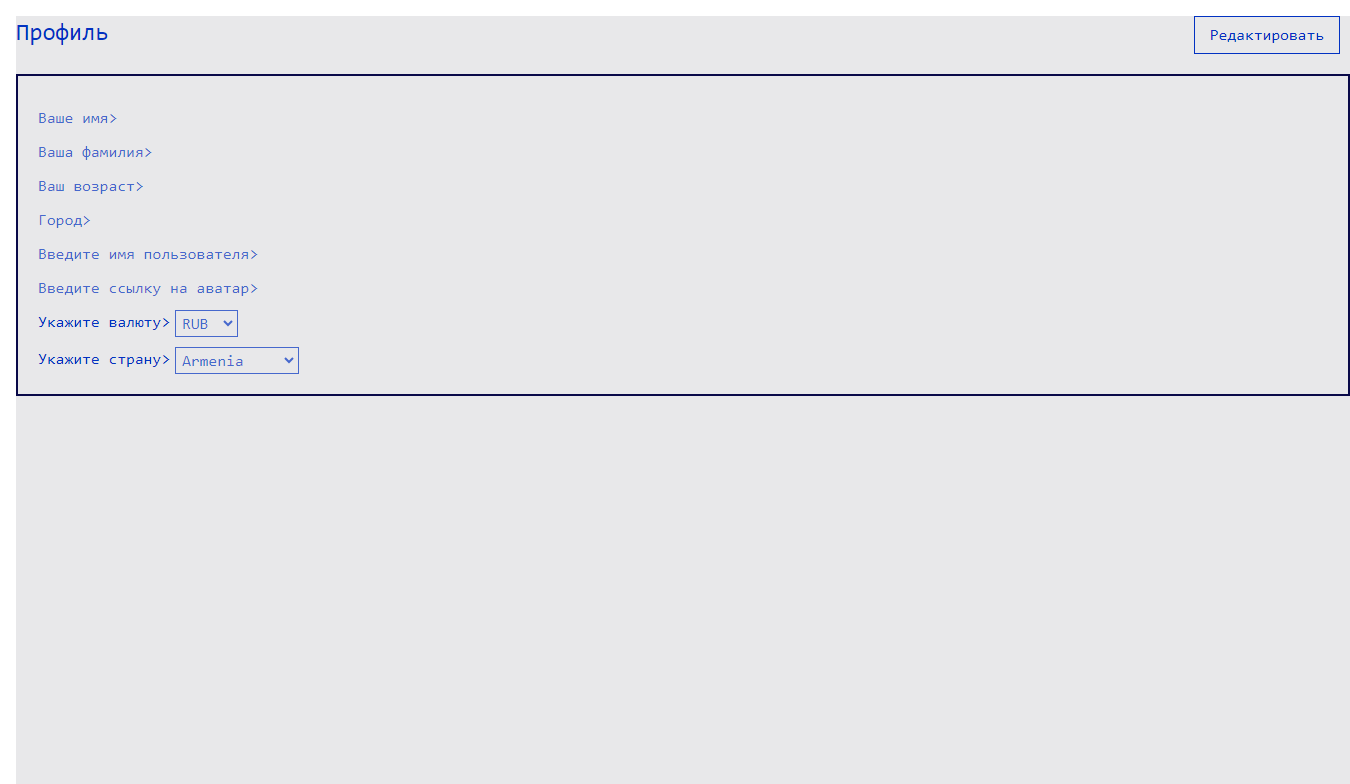 Профиль
Редактировать
Ваше имя>
Ваша фамилия>
Ваш возраст>
Город>
Введите имя пользователя>
Введите ссылку на аватар>
Укажите валюту> RUB
Укажите страну> Armenia